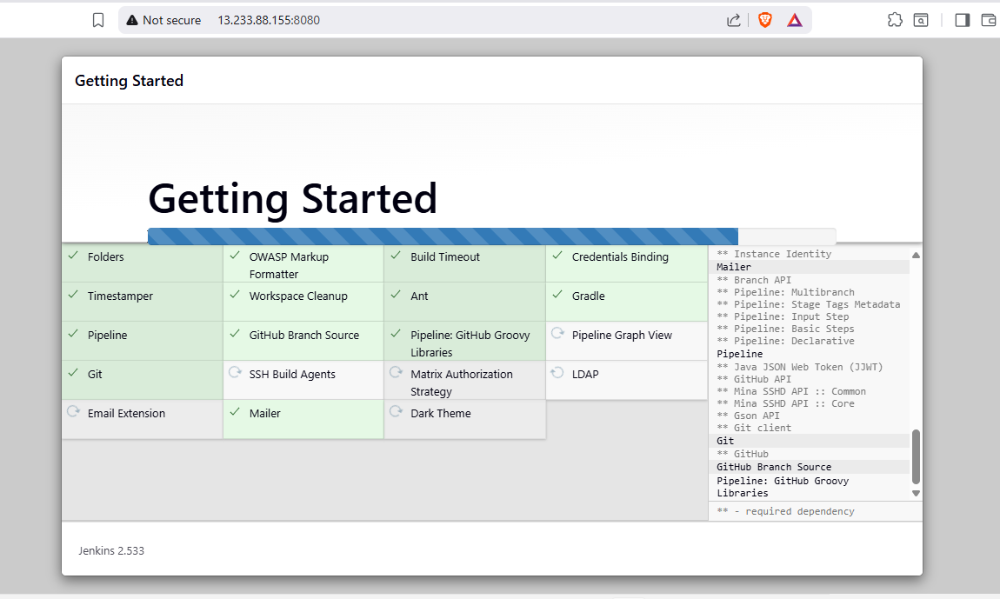 Not secure 13.233.88.155:8080
Getting Started
Getting Started
Folders
OWASP Markup
Formatter
Build Timeout
Credentials Binding
Timestamper
Workspace Cleanup
Ant
Gradle
Pipeline
GitHub Branch Source
Pipeline: GitHub Groovy
Libraries
Pipeline Graph View
Git
SSH Build Agents
Matrix Authorization
Strategy
LDAP
Email Extension
Mailer
Dark Theme
** Instance Identity
Mailer
** Branch API
** Pipeline: Multibranch
** Pipeline: Stage Tags Metadata
** Pipeline: Input Step
** Pipeline: Basic Steps
** Pipeline: Declarative
Pipeline
** Java JSON Web Token (JJWT)
** GitHub API
** Mina SSHD API :: Common
** Mina SSHD API :: Core
** Gson API
** Git client
Git
** GitHub
GitHub Branch Source
Pipeline: GitHub Groovy
Libraries
** - required dependency
Jenkins 2.533